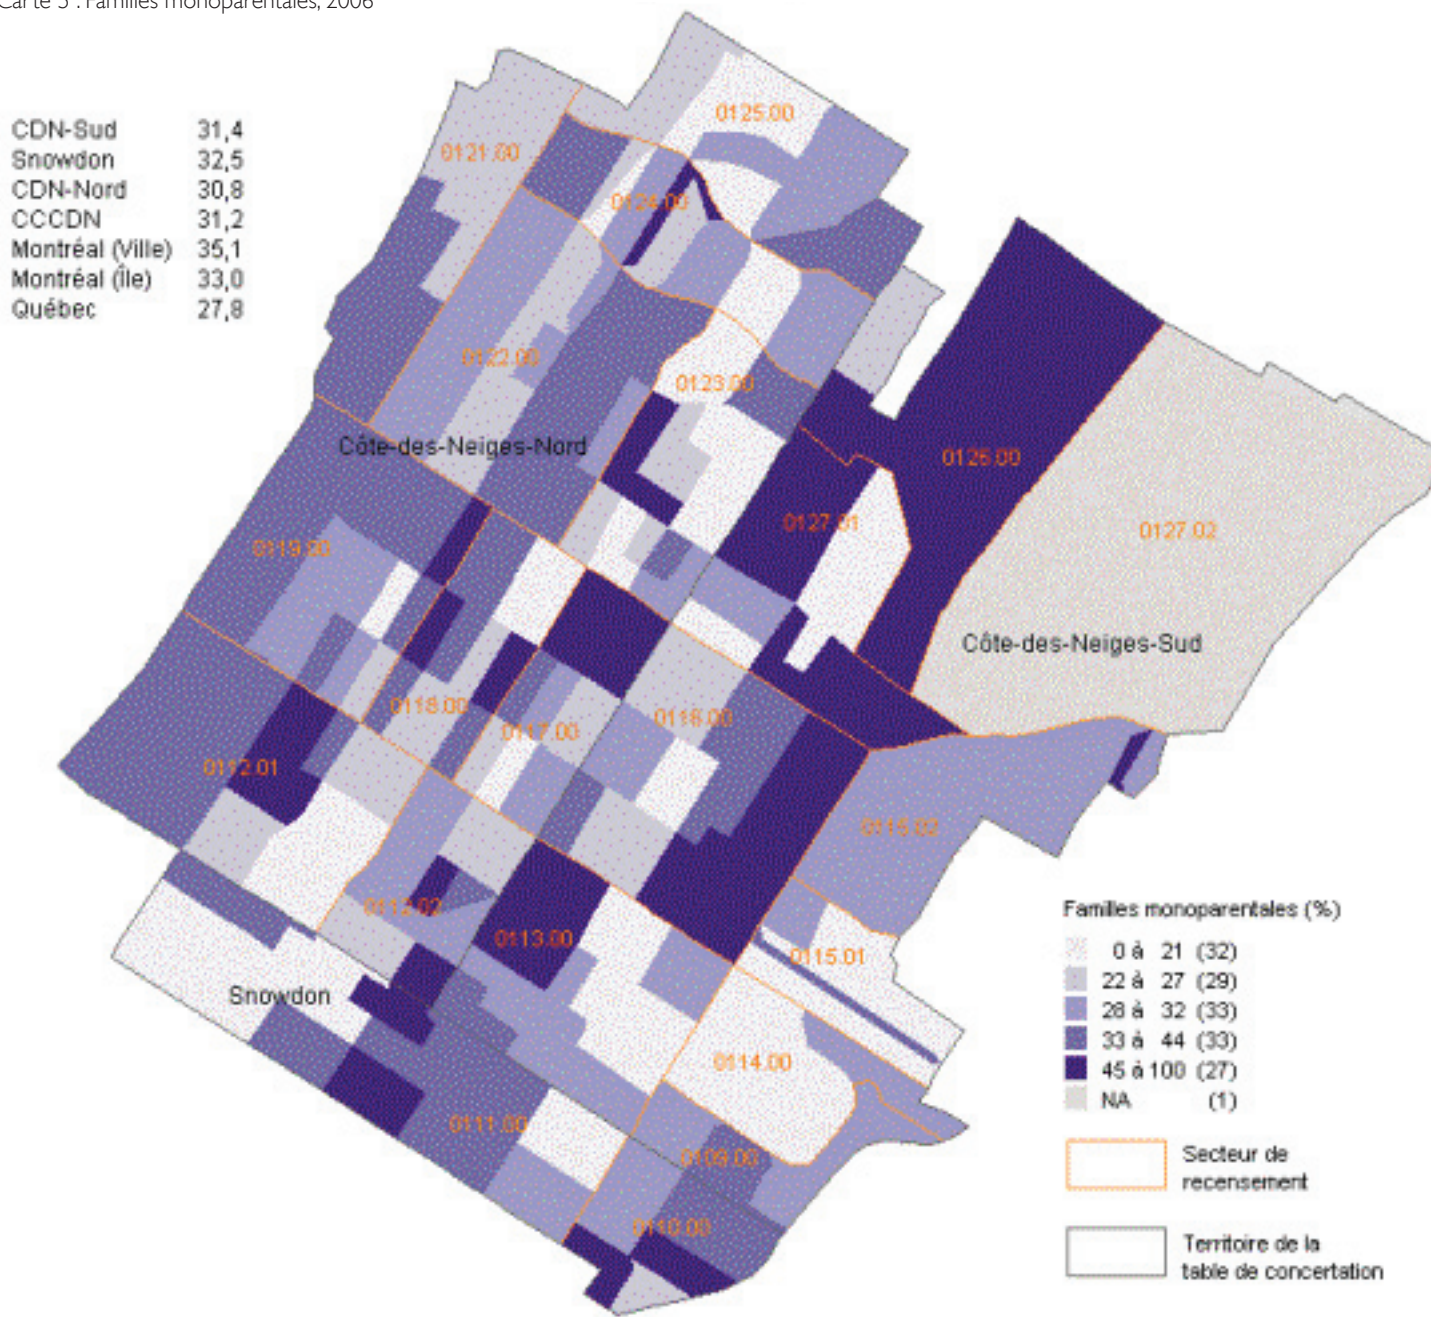 Carte 5 : Familles monoparentales, 2006
CDN-Sud 31,4
Snowdon 32,5
CDN-Nord 30,8
CCCDN 31,2
Montréal (Ville) 35,1
Montréal (Île) 33,0
Québec 27,8
0125.00
0121.00
0124.00
0122.00
0123.00
Côte-des-Neiges-Nord
0126.00
0127.01
0127.02
0119.00
Côte-des-Neiges-Sud
0118.00
0116.00
0117.00
0112.01
0115.02
0112.02
0113.00
0115.01
Snowdon
0114.00
0111.00
0109.00
0110.00
Familles monoparentales (%)
0 à 21 (32)
22 à 27 (29)
28 à 32 (33)
33 à 44 (33)
45 à 100 (27)
NA (1)
Secteur de
recensement
Territoire de la
table de concertation